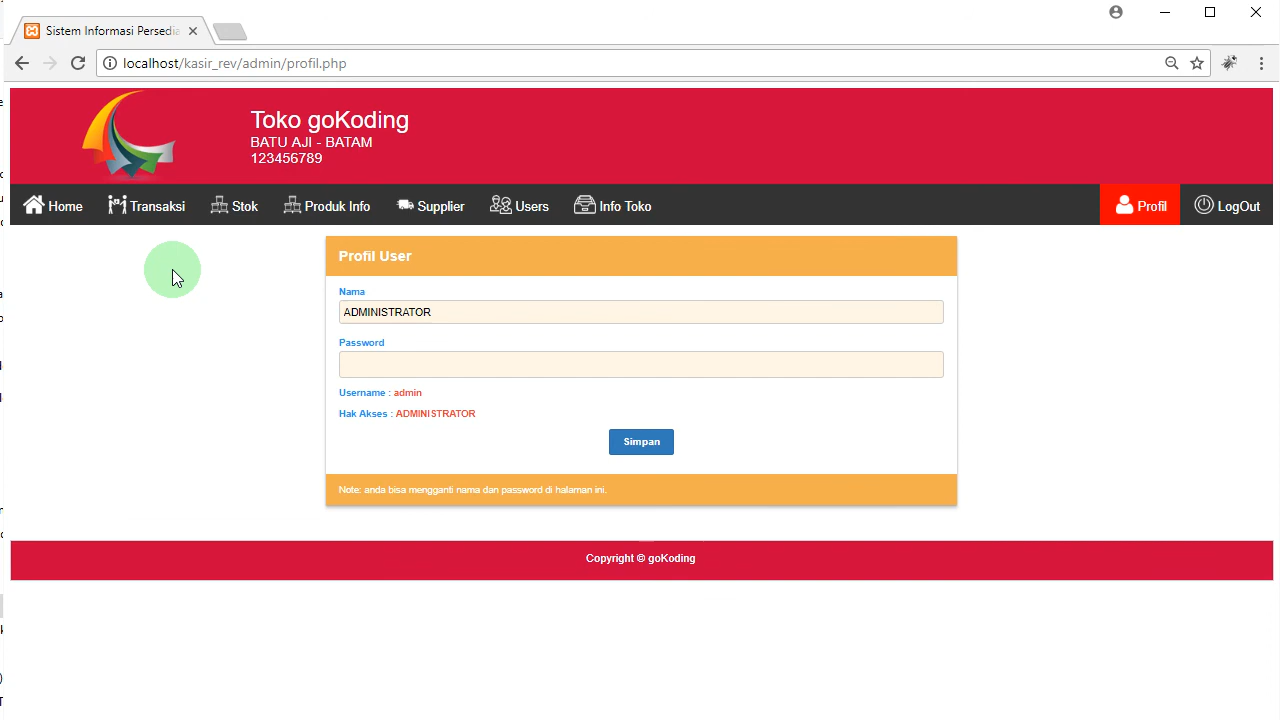 Sistem Informasi Persedia
localhost/kasir_rev/admin/profil.php
Toko goKoding
BATU AJI - BATAM
123456789
Home Transaksi Stok Produk Info Supplier Users Info Toko Profil LogOut
Profil User
Nama
ADMINISTRATOR
Password
Username : admin
Hak Akses : ADMINISTRATOR
Simpan
Note: anda bisa mengganti nama dan password di halaman ini.
Copyright © goKoding